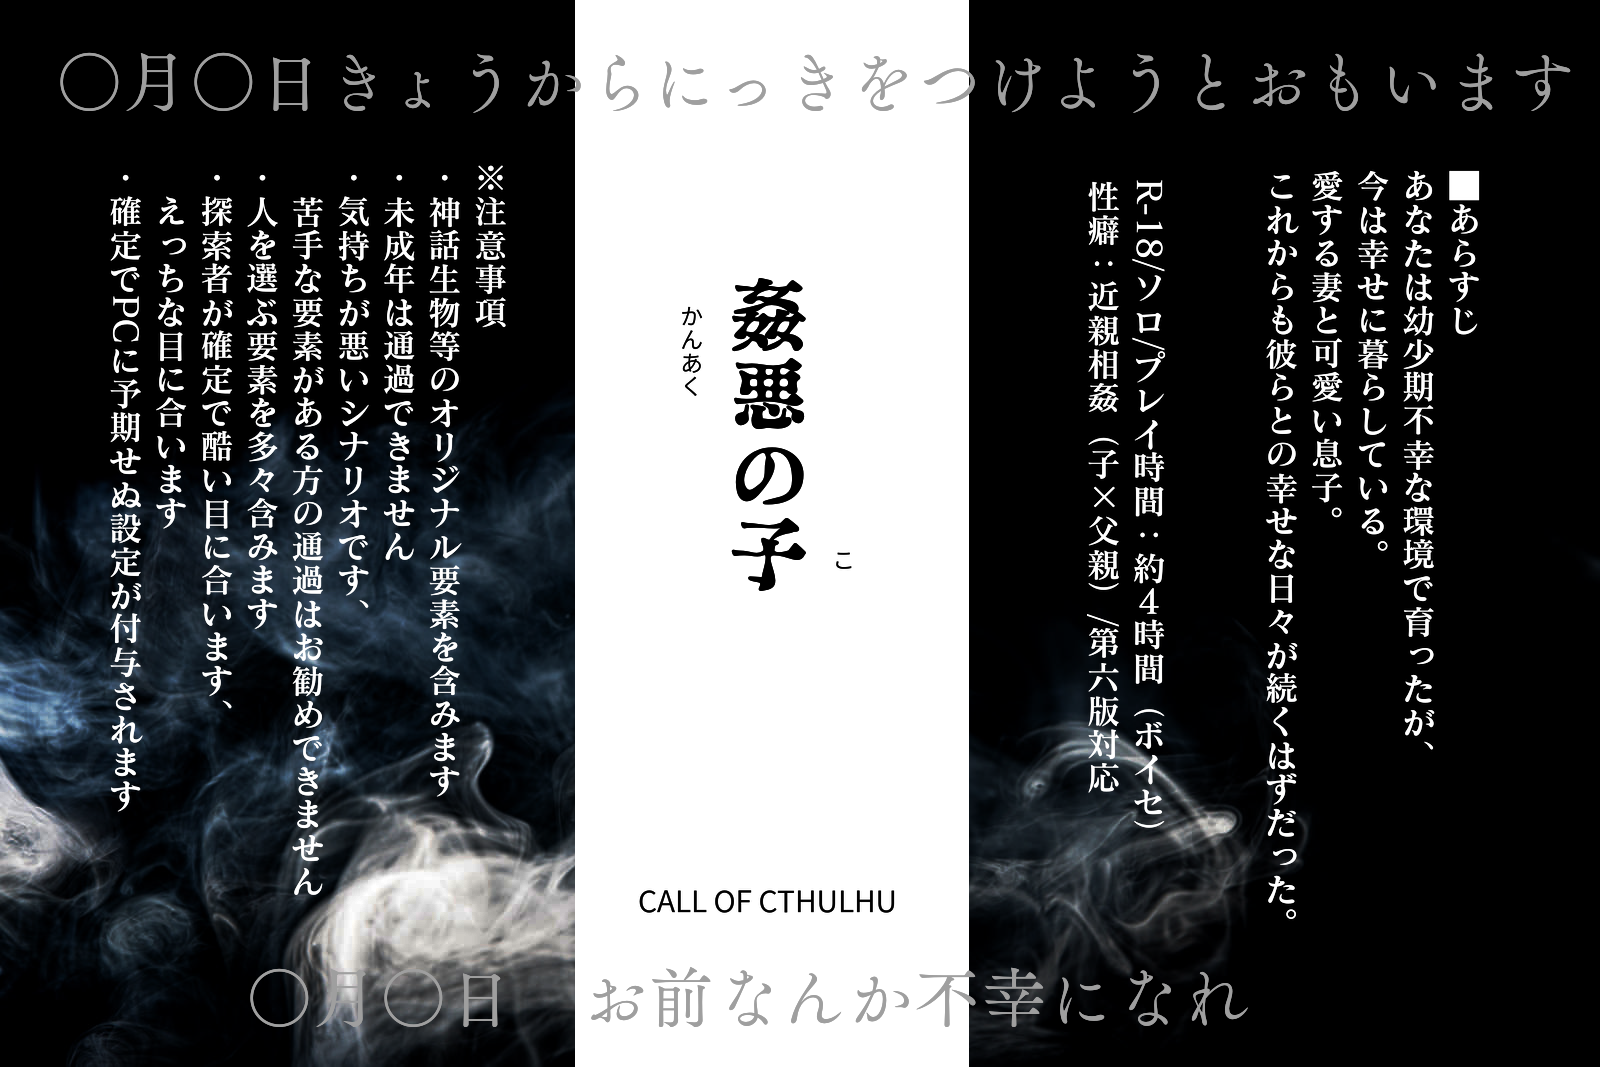 〇月〇日きょうからにっきをつけようとおもいます
■あらすじ
あなたは幼少期不幸な環境で育ったが、
今は幸せに暮らしている。
愛する妻と可愛い息子。
これからも彼らとの幸せな日々が続くはずだった。
R-18/ソロ/プレイ時間：約４時間（ボイセ）
性癖：近親相姦（子×父親）/第六版対応
姦悪の子
かんあく
こ
CALL OF CTHULHU
※注意事項
・神話生物等のオリジナル要素を含みます
・未成年は通過できません
・気持ちが悪いシナリオです、
苦手な要素がある方の通過はお勧めできません
・人を選ぶ要素を多々含みます
・探索者が確定で酷い目に合います、
えっちな目に合います
・確定でPCに予期せぬ設定が付与されます
〇月〇日　お前なんか不幸になれ